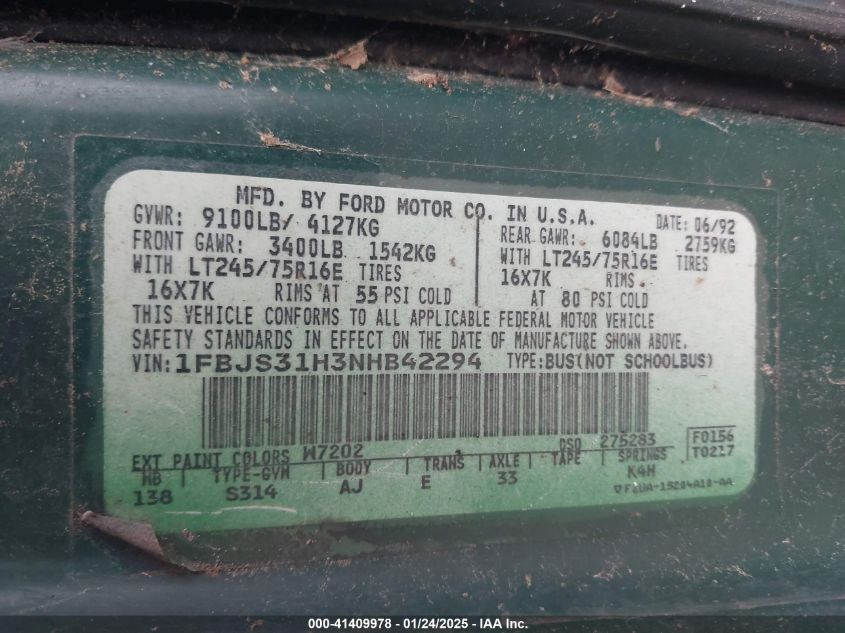 MFD. BY FORD MOTOR CO. IN U.S.A.
DATE: 06/92
GVWR: 9100LB/ 4127KG
FRONT GAWR: 3400LB 1542KG
WITH LT245/75R16E TIRES
16X7K RIMS AT 55 PSI COLD
REAR GAWR: 6084LB 2759KG
WITH LT245/75R16E TIRES
16X7K RIMS
AT 80 PSI COLD
THIS VEHICLE CONFORMS TO ALL APPLICABLE FEDERAL MOTOR VEHICLE
SAFETY STANDARDS IN EFFECT ON THE DATE OF MANUFACTURE SHOWN ABOVE.
VIN: 1FBJS31H3NHB42294 TYPE: BUS(NOT SCHOOLBUS)
EXT PAINT COLORS W7202 DSO 275283 F0156
WB TYPE-GVM BODY TRANS AXLE TAPE SPRINGS T0217
138 S314 AJ E 33 K4H
000-41409978 - 01/24/2025 - IAA Inc.